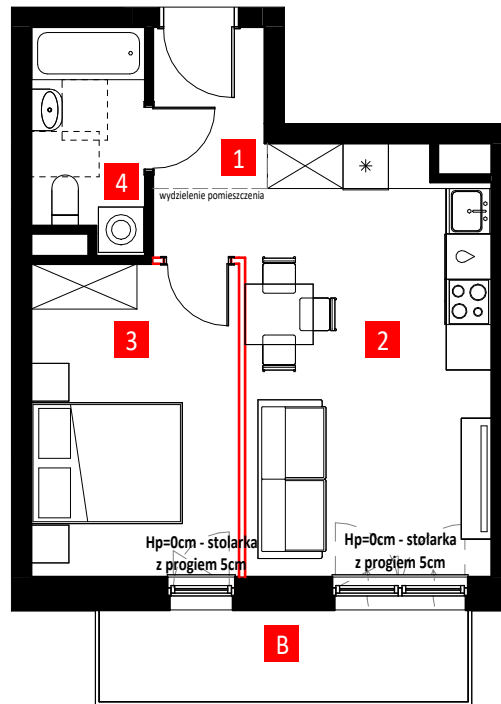 1
4
wydzielenie pomieszczenia
3
2
Hp=0cm - stolarka
z progiem 5cm
Hp=0cm - stolarka
z progiem 5cm
B